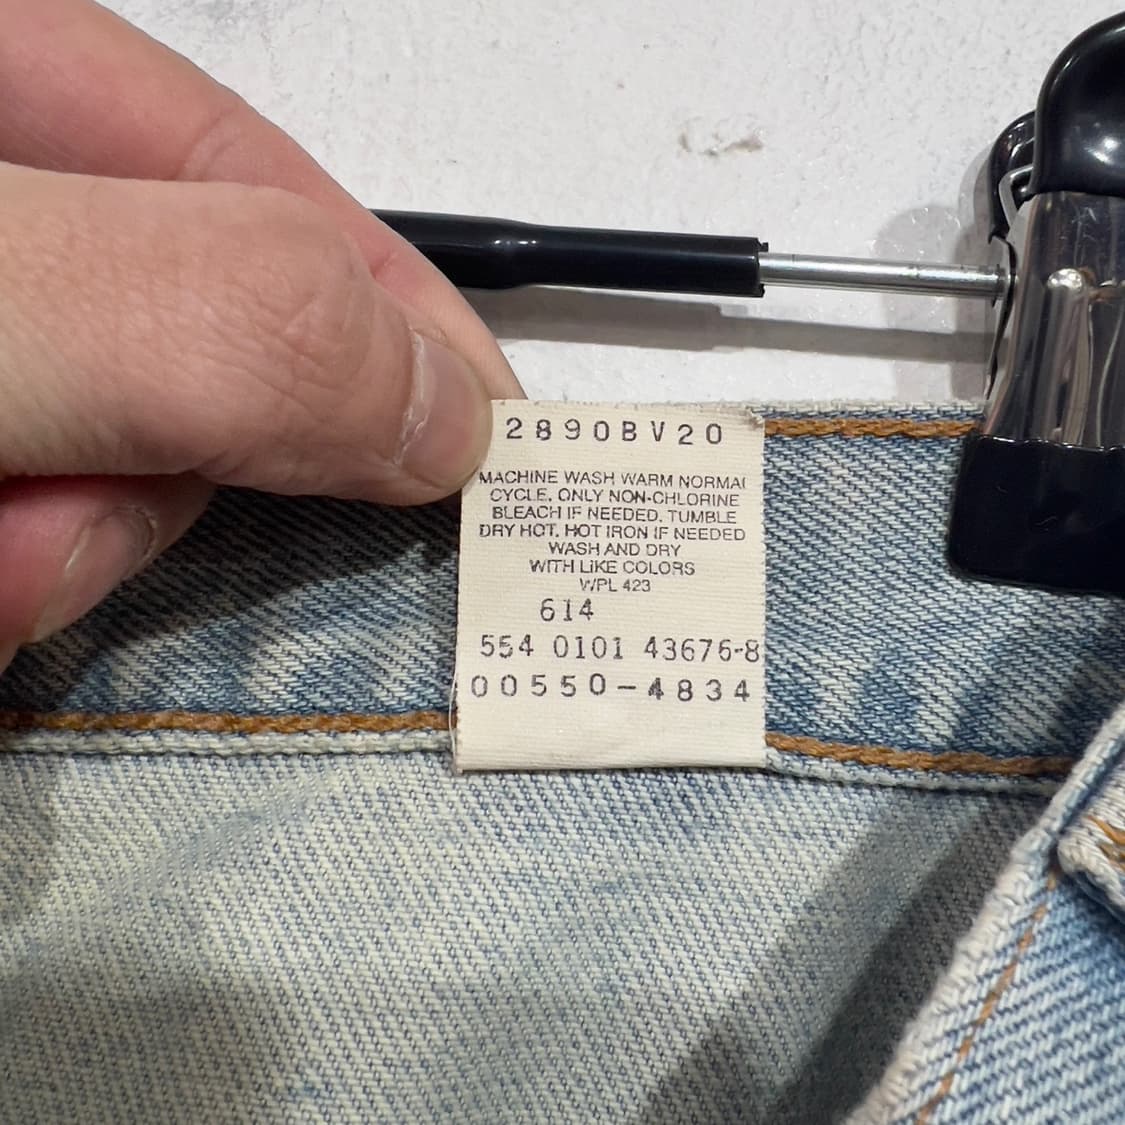 2890BV20
MACHINE WASH WARM NORMAL
CYCLE. ONLY NON-CHLORINE
BLEACH IF NEEDED. TUMBLE
DRY HOT. HOT IRON IF NEEDED
WASH AND DRY
WITH LIKE COLORS
WPL 423
614
554 0101 43676-8
00550-4834